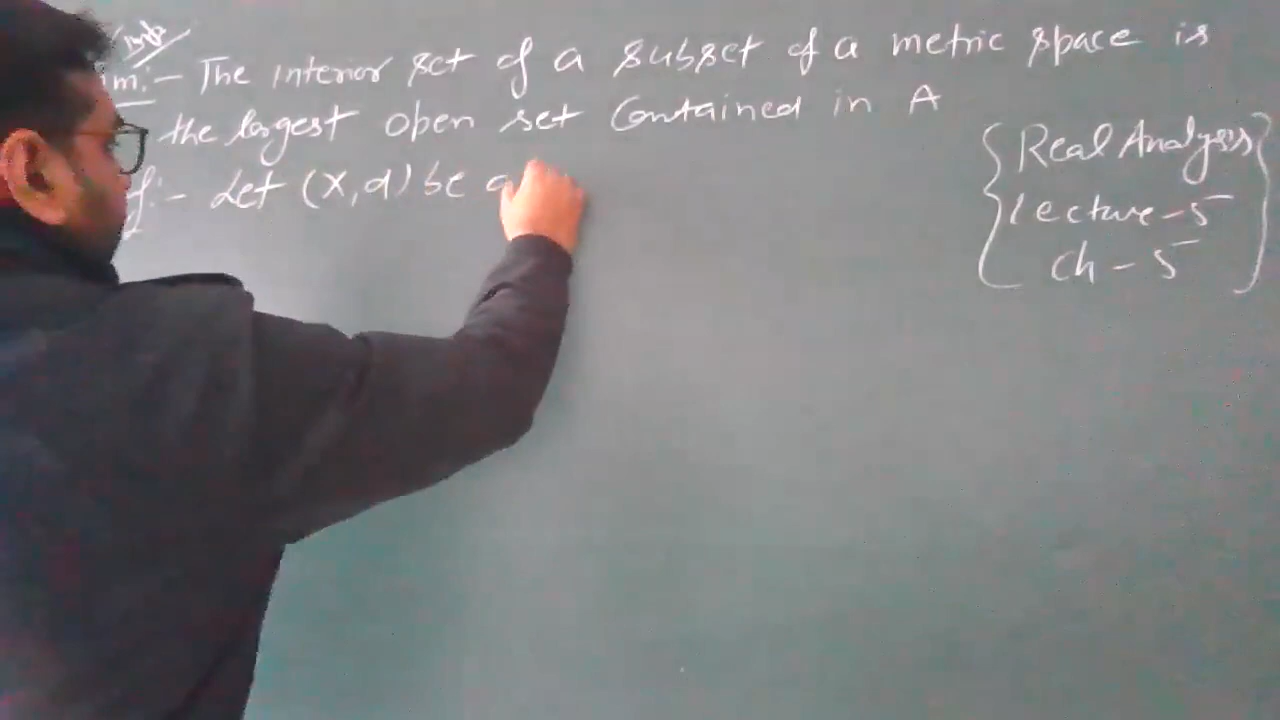 Imp
m:- The interior set of a subset of a metric space is
the largest open set Contained in A
f:- Let (X,d) be a
{Real Analysis
Lecture-5
Ch-5}